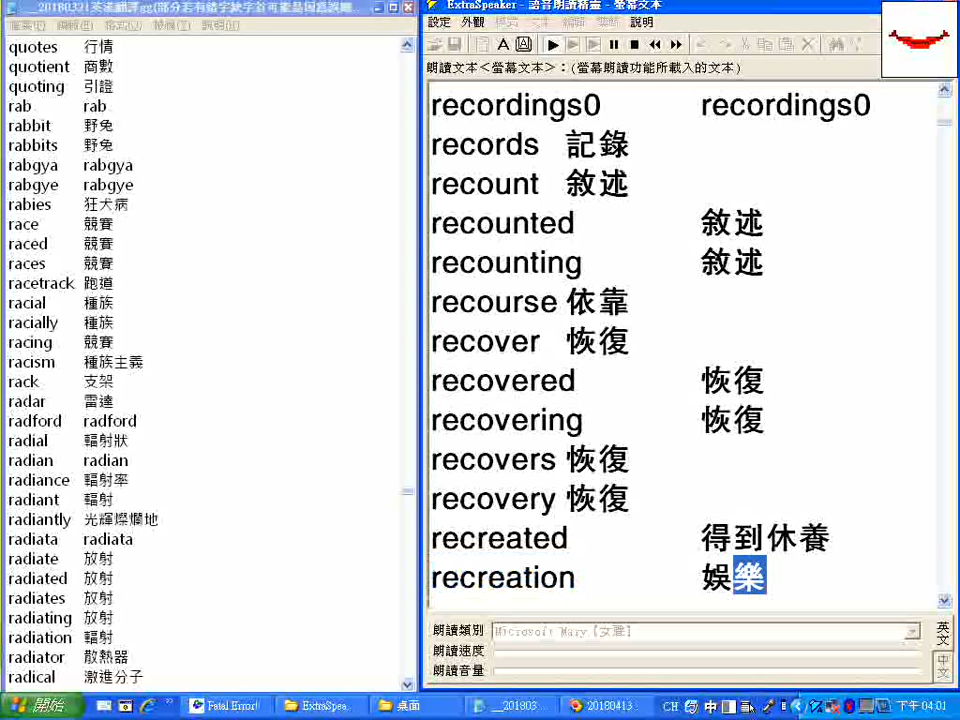 ExtraSpeaker - 語音朗讀精靈 - 螢幕文本
設定 外觀 說明
朗讀文本<螢幕文本>：(螢幕朗讀功能所載入的文本)
quotes 行情
quotient 商數
quoting 引證
rab rab
rabbit 野兔
rabbits 野兔
rabgya rabgya
rabgye rabgye
rabies 狂犬病
race 競賽
raced 競賽
races 競賽
racetrack 跑道
racial 種族
racially 種族
racing 競賽
racism 種族主義
rack 支架
radar 雷達
radford radford
radial 輻射狀
radian radian
radiance 輻射率
radiant 輻射
radiantly 光輝燦爛地
radiata radiata
radiate 放射
radiated 放射
radiates 放射
radiating 放射
radiation 輻射
radiator 散熱器
radical 激進分子
recordings0 recordings0
records 記錄
recount 敘述
recounted 敘述
recounting 敘述
recourse 依靠
recover 恢復
recovered 恢復
recovering 恢復
recovers 恢復
recovery 恢復
recreated 得到休養
recreation 娛樂
朗讀類別 Microsoft Mary【女聲】
朗讀速度
朗讀音量
英文
中文
開始 Fatal Error! ExtraSpea... 桌面 __201803... 20180413 CH 中 下午 04:01